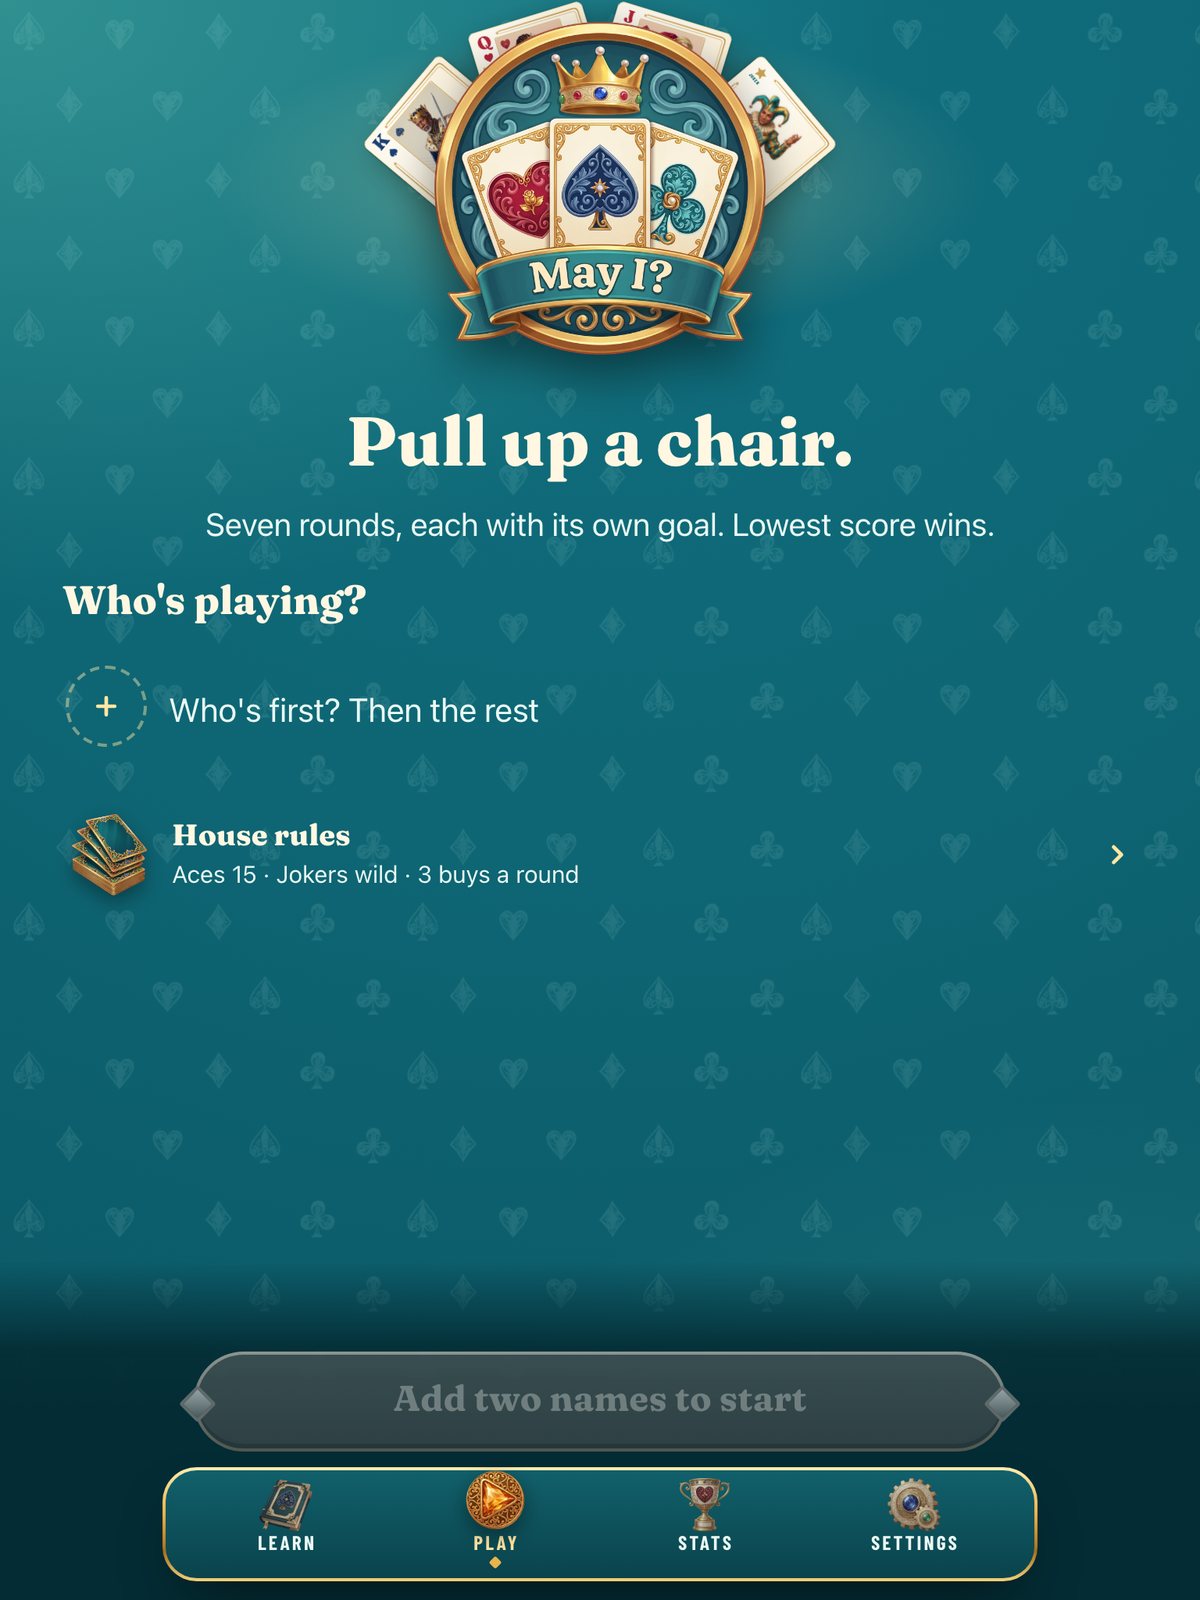 Q
J
K
JOKER
May I?
Pull up a chair.
Seven rounds, each with its own goal. Lowest score wins.
Who's playing?
+
Who's first? Then the rest
House rules
Aces 15 · Jokers wild · 3 buys a round
Add two names to start
LEARN
PLAY
STATS
SETTINGS